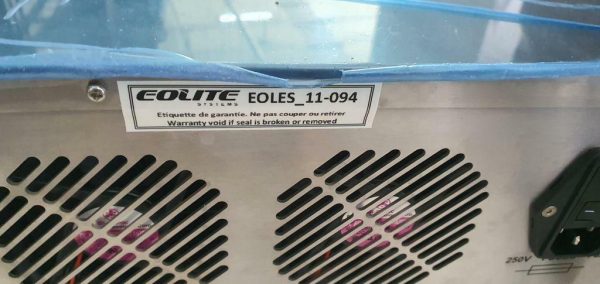 EOLITE EOLES_11-094
SYSTEMS
Etiquette de garantie. Ne pas couper ou retirer
Warranty void if seal is broken or removed
250V